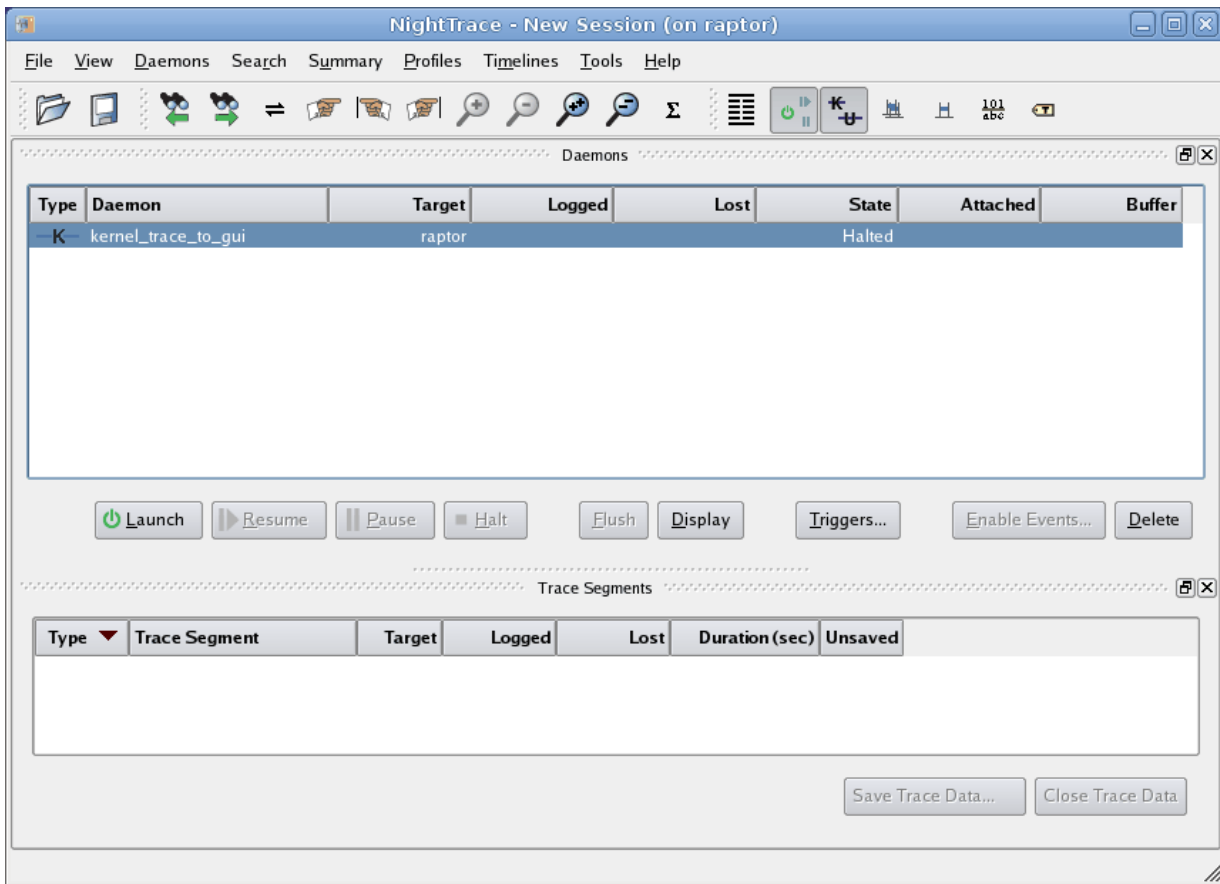 NightTrace - New Session (on raptor)
File View Daemons Search Summary Profiles Timelines Tools Help
Σ K U 101 abc T
Daemons
Type Daemon Target Logged Lost State Attached Buffer
K kernel_trace_to_gui raptor Halted
Launch Resume Pause Halt Flush Display Triggers... Enable Events... Delete
Trace Segments
Type Trace Segment Target Logged Lost Duration (sec) Unsaved
Save Trace Data... Close Trace Data